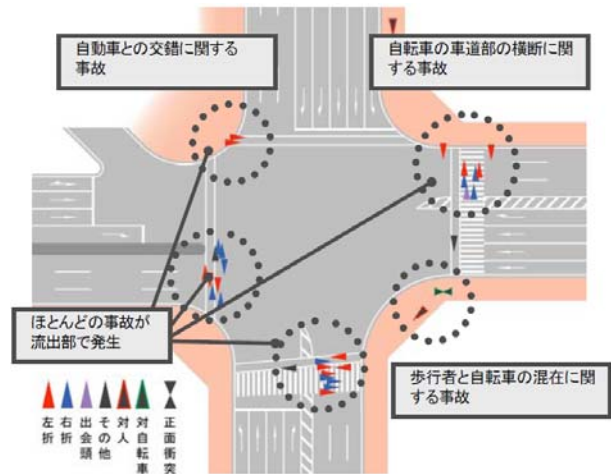 自動車との交錯に関する
事故
自転車の車道部の横断に関
する事故
ほとんどの事故が
流出部で発生
歩行者と自転車の混在に関
する事故
左折
右折
出会頭
その他
対人
対自転車
正面衝突